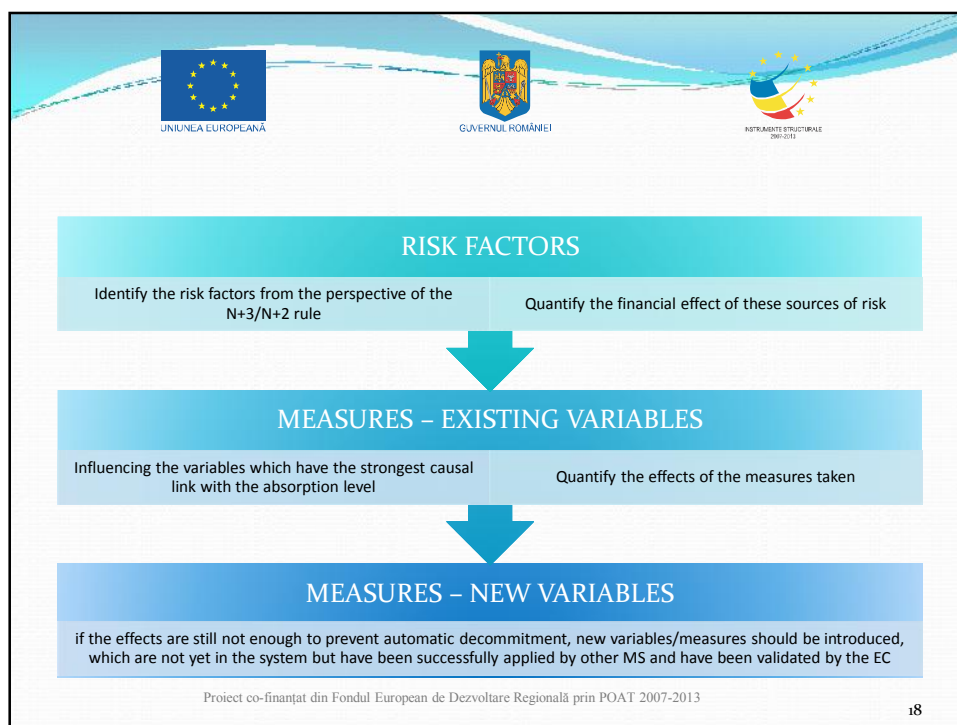 UNIUNEA EUROPEANĂ
GUVERNUL ROMÂNIEI
INSTRUMENTE STRUCTURALE
2007-2013
RISK FACTORS
Identify the risk factors from the perspective of the
N+3/N+2 rule
Quantify the financial effect of these sources of risk
MEASURES – EXISTING VARIABLES
Influencing the variables which have the strongest causal
link with the absorption level
Quantify the effects of the measures taken
MEASURES – NEW VARIABLES
if the effects are still not enough to prevent automatic decommitment, new variables/measures should be introduced,
which are not yet in the system but have been successfully applied by other MS and have been validated by the EC
Proiect co-finanțat din Fondul European de Dezvoltare Regională prin POAT 2007-2013
18